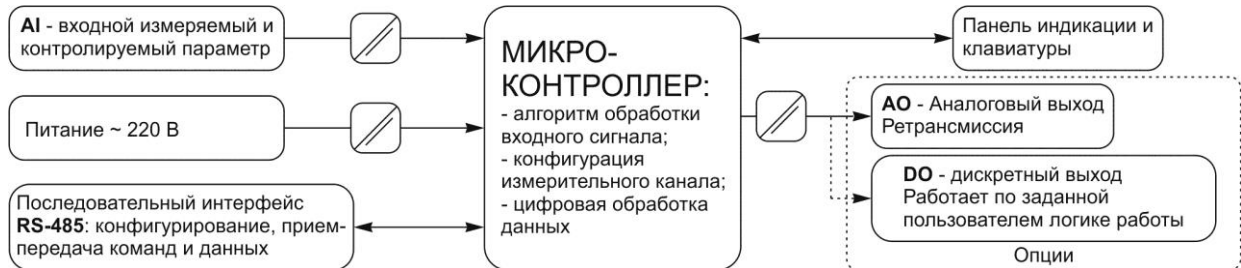 AI - входной измеряемый и
контролируемый параметр
Питание ~ 220 В
Последовательный интерфейс
RS-485: конфигурирование, прием-
передача команд и данных
МИКРО-
КОНТРОЛЛЕР:
- алгоритм обработки
входного сигнала;
- конфигурация
измерительного канала;
- цифровая обработка
данных
Панель индикации и
клавиатуры
AO - Аналоговый выход
Ретрансмиссия
DO - дискретный выход
Работает по заданной
пользователем логике работы
Опции